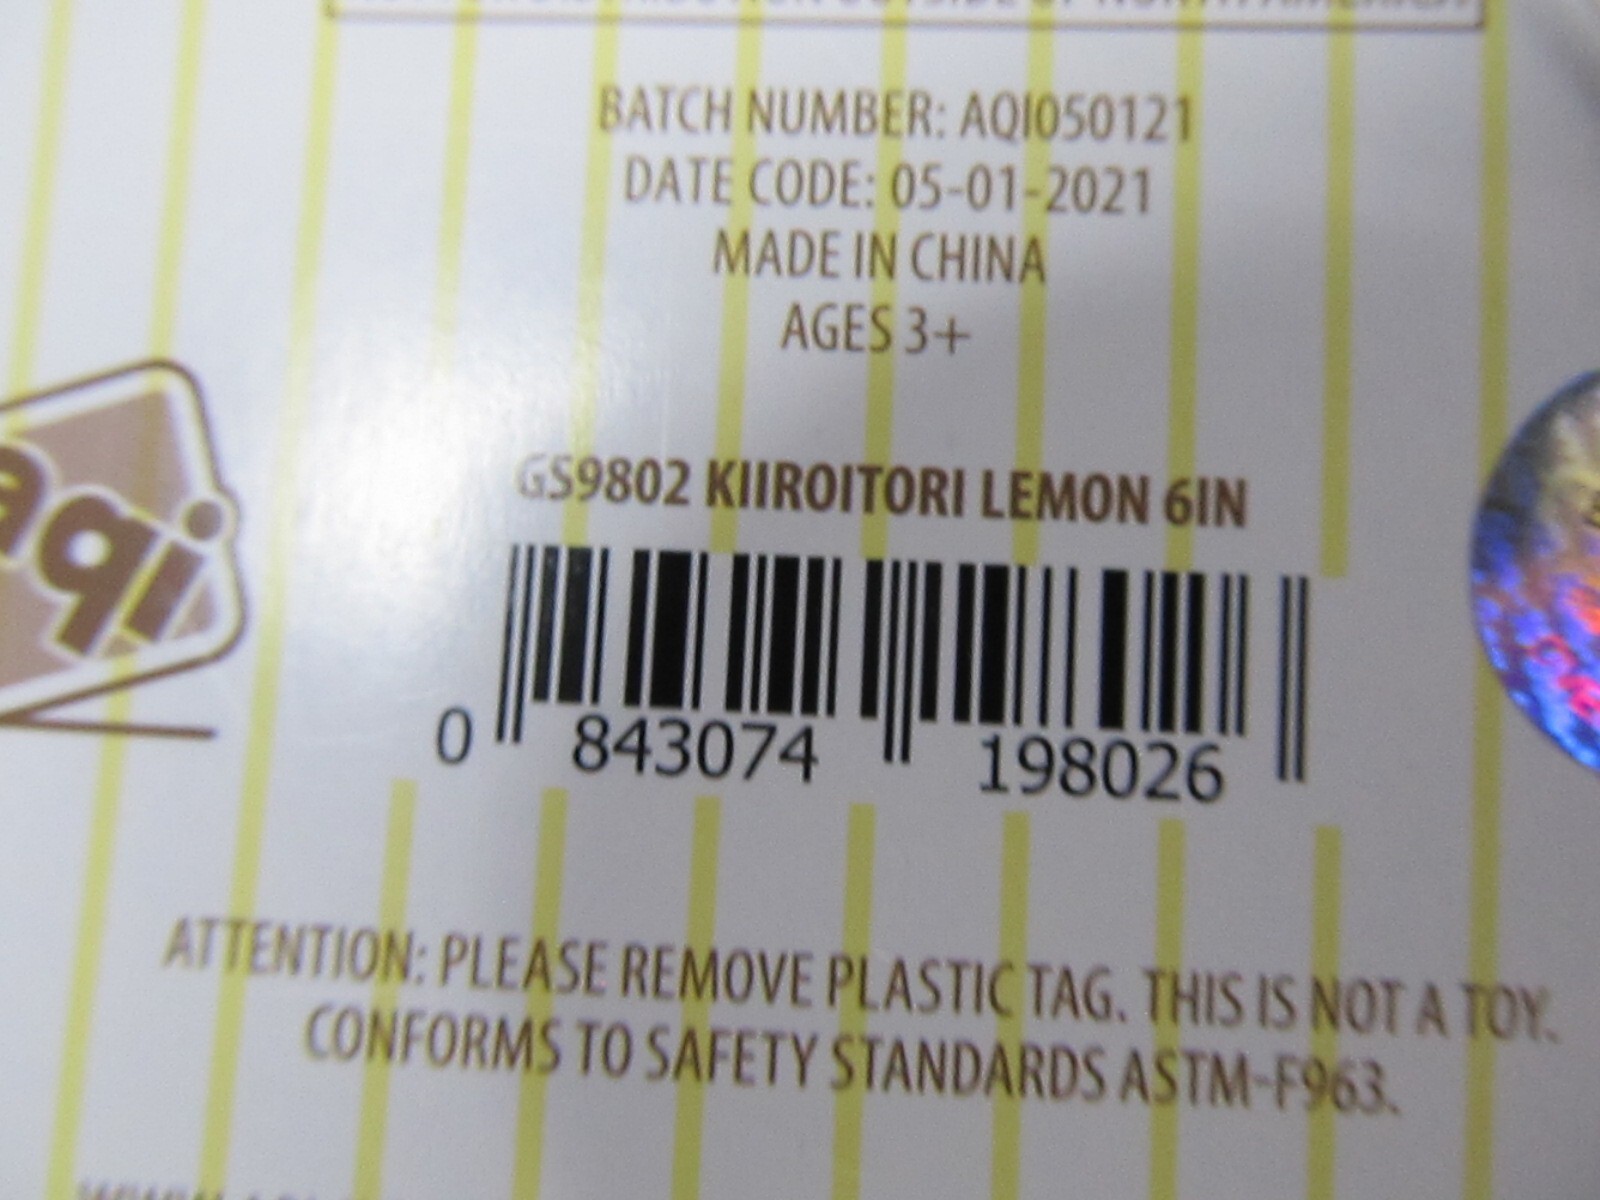 BATCH NUMBER: AQI050121
DATE CODE: 05-01-2021
MADE IN CHINA
AGES 3+
aqi
GS9802 KIIROITORI LEMON 6IN
0 843074 198026
ATTENTION: PLEASE REMOVE PLASTIC TAG. THIS IS NOT A TOY.
CONFORMS TO SAFETY STANDARDS ASTM-F963.